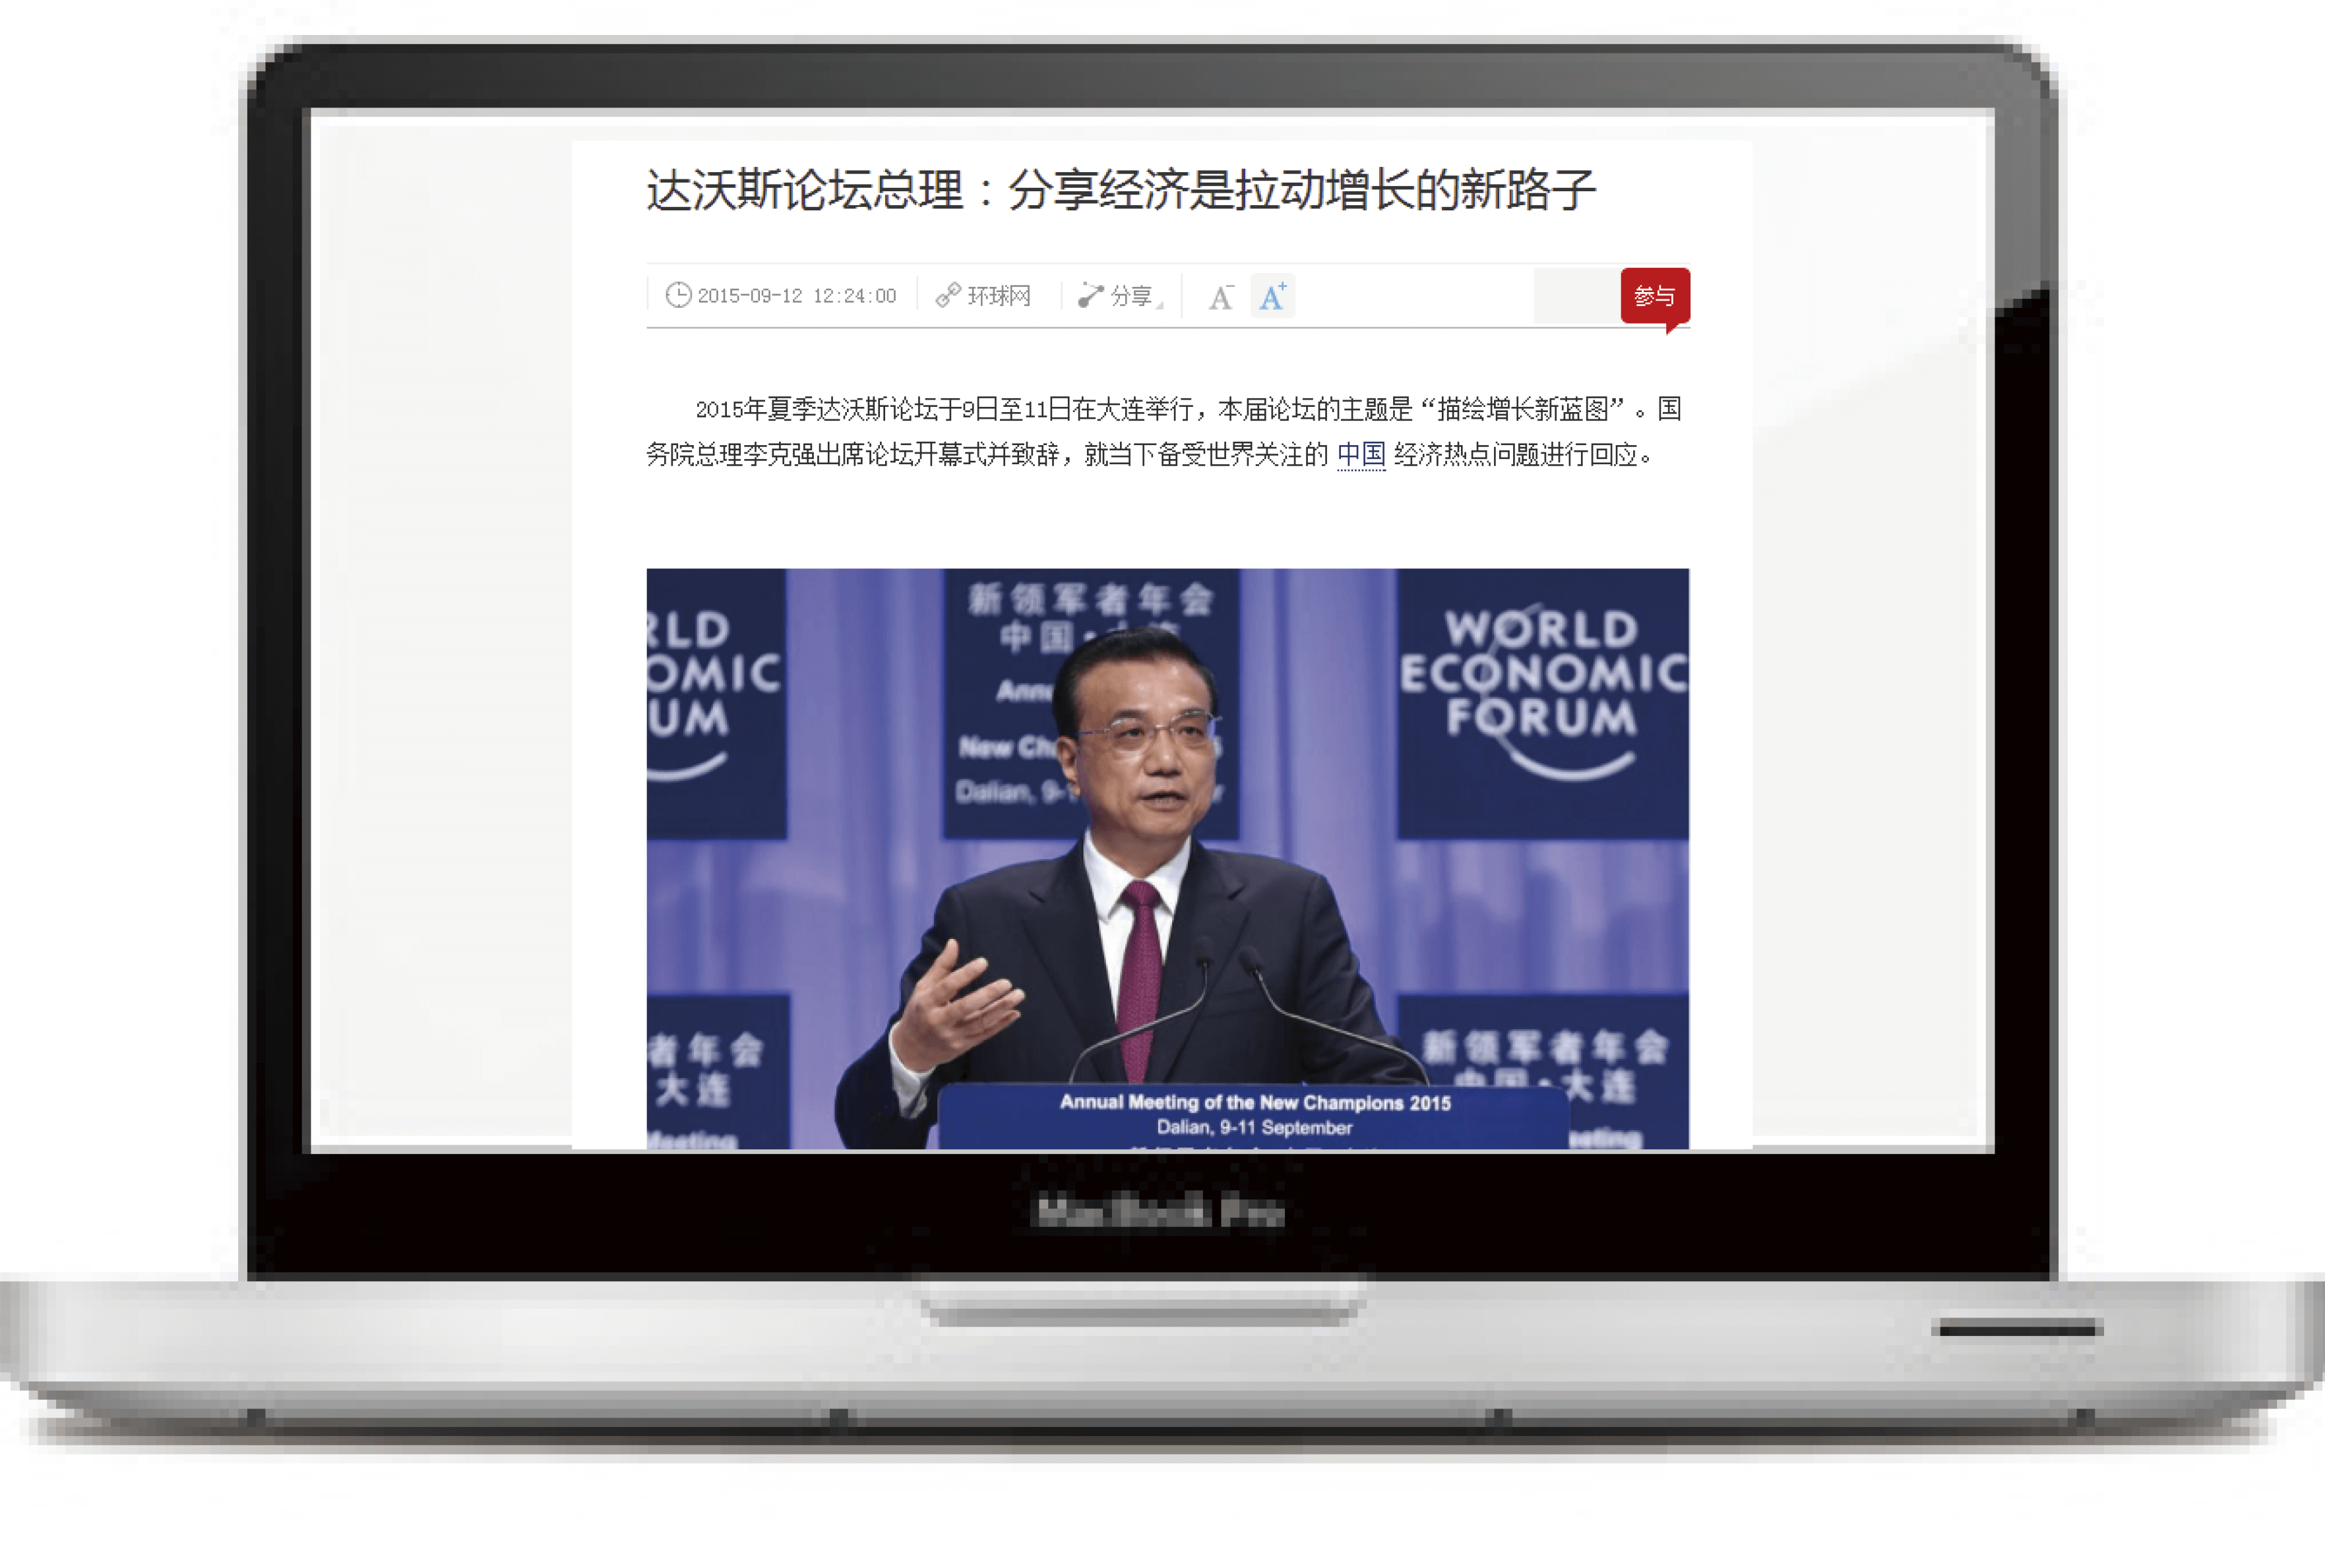 达沃斯论坛总理：分享经济是拉动增长的新路子
2015-09-12 12:24:00 环球网 分享 A⁻ A⁺ 参与
2015年夏季达沃斯论坛于9日至11日在大连举行，本届论坛的主题是“描绘增长新蓝图”。国
务院总理李克强出席论坛开幕式并致辞，就当下备受世界关注的 中国 经济热点问题进行回应。
RLD
OMIC
UM
新领军者年会
中国·大连
New Ch
Dalian, 9-1
WORLD
ECONOMIC
FORUM
者年会
大连
Meeting
新领军者年会
中国·大连
eeting
Annual Meeting of the New Champions 2015
Dalian, 9-11 September
MacBook Pro